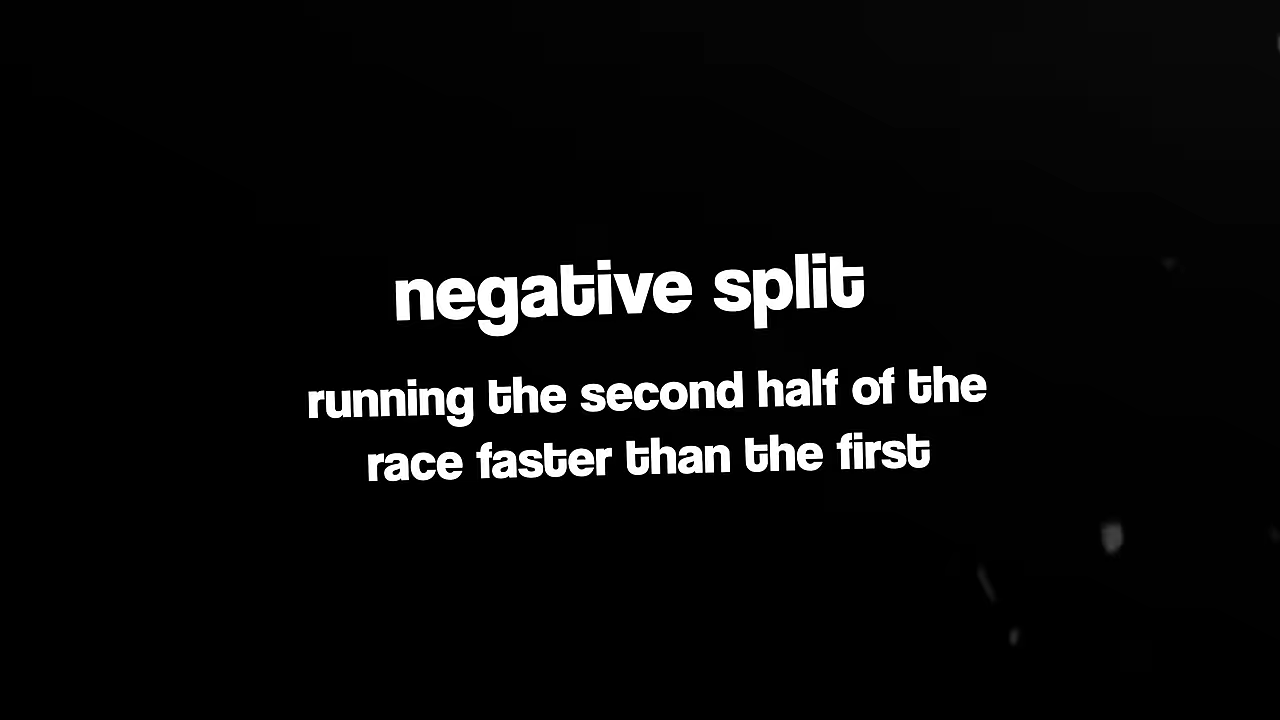 negative split
running the second half of the
race faster than the first